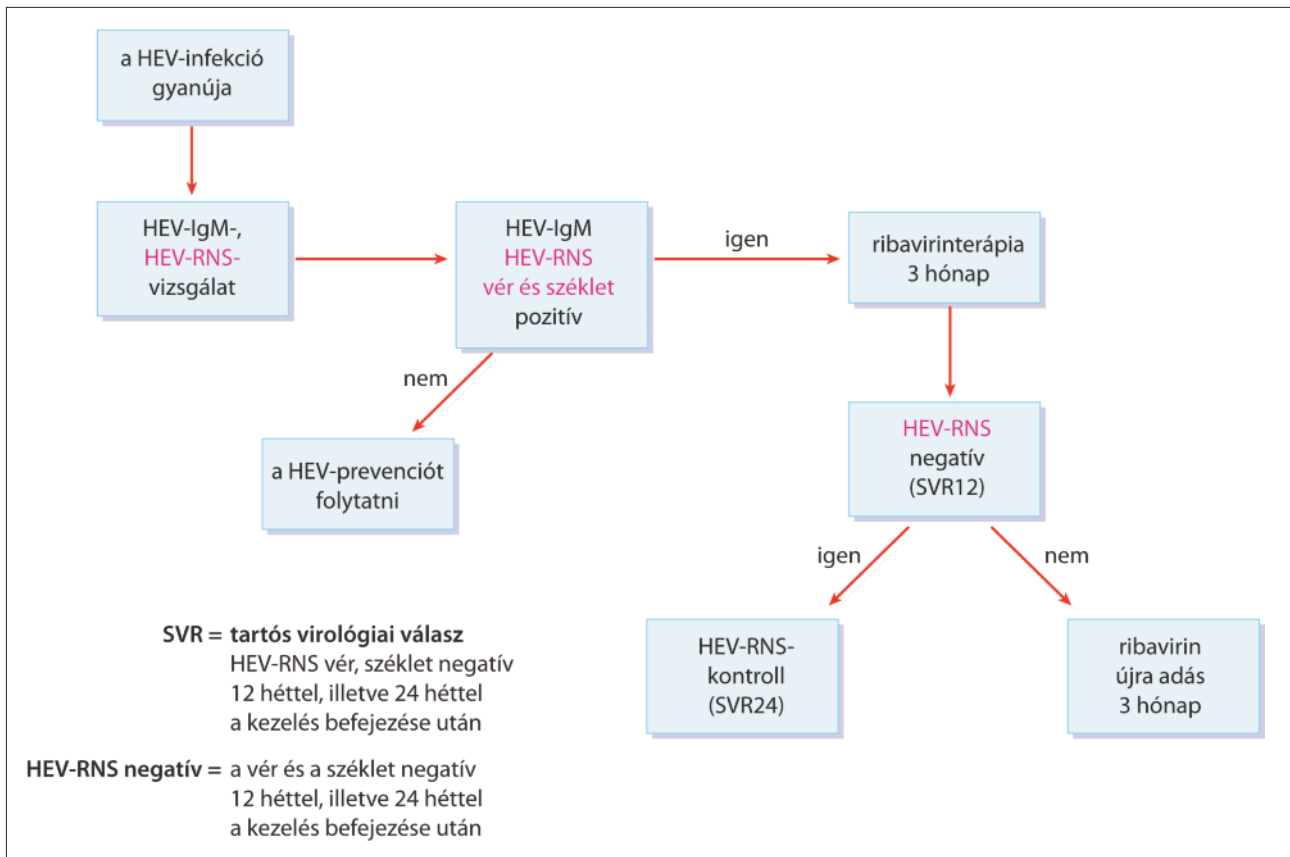 a HEV-infekció
gyanúja
HEV-IgM-,
HEV-RNS-
vizsgálat
HEV-IgM
HEV-RNS
vér és széklet
pozitív
igen
ribavirinterápia
3 hónap
nem
a HEV-prevenciót
folytatni
HEV-RNS
negatív
(SVR12)
igen
nem
HEV-RNS-
kontroll
(SVR24)
ribavirin
újra adás
3 hónap
SVR = tartós virológiai válasz
HEV-RNS vér, széklet negatív
12 héttel, illetve 24 héttel
a kezelés befejezése után
HEV-RNS negatív = a vér és a széklet negatív
12 héttel, illetve 24 héttel
a kezelés befejezése után